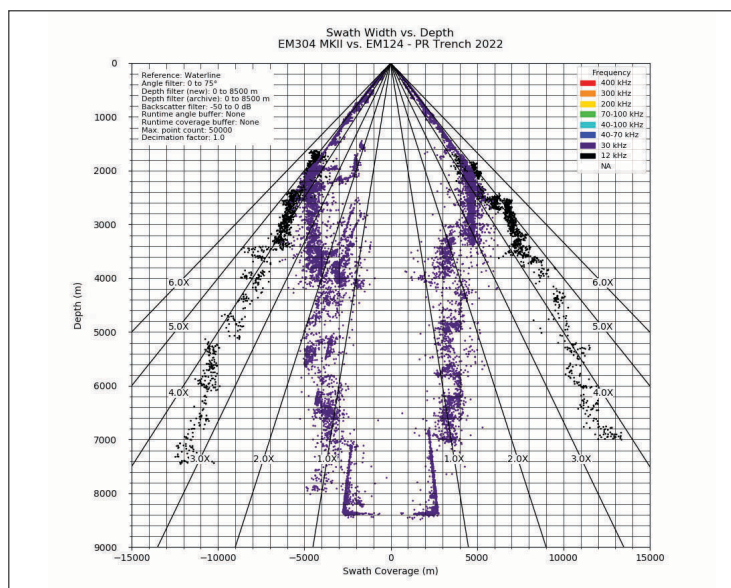 Swath Width vs. Depth
EM304 MKII vs. EM124 - PR Trench 2022
Reference: Waterline
Angle filter: 0 to 75°
Depth filter (new): 0 to 8500 m
Depth filter (archive): 0 to 8500 m
Backscatter filter: -50 to 0 dB
Runtime angle buffer: None
Runtime coverage buffer: None
Max. point count: 50000
Decimation factor: 1.0
Frequency
400 kHz
300 kHz
200 kHz
70-100 kHz
40-100 kHz
40-70 kHz
30 kHz
12 kHz
NA
0
1000
2000
3000
4000
5000
6000
7000
8000
9000
Depth (m)
6.0X
6.0X
5.0X
5.0X
4.0X
4.0X
3.0X
2.0X
1.0X
1.0X
2.0X
3.0X
−15000
−10000
−5000
0
5000
10000
15000
Swath Coverage (m)